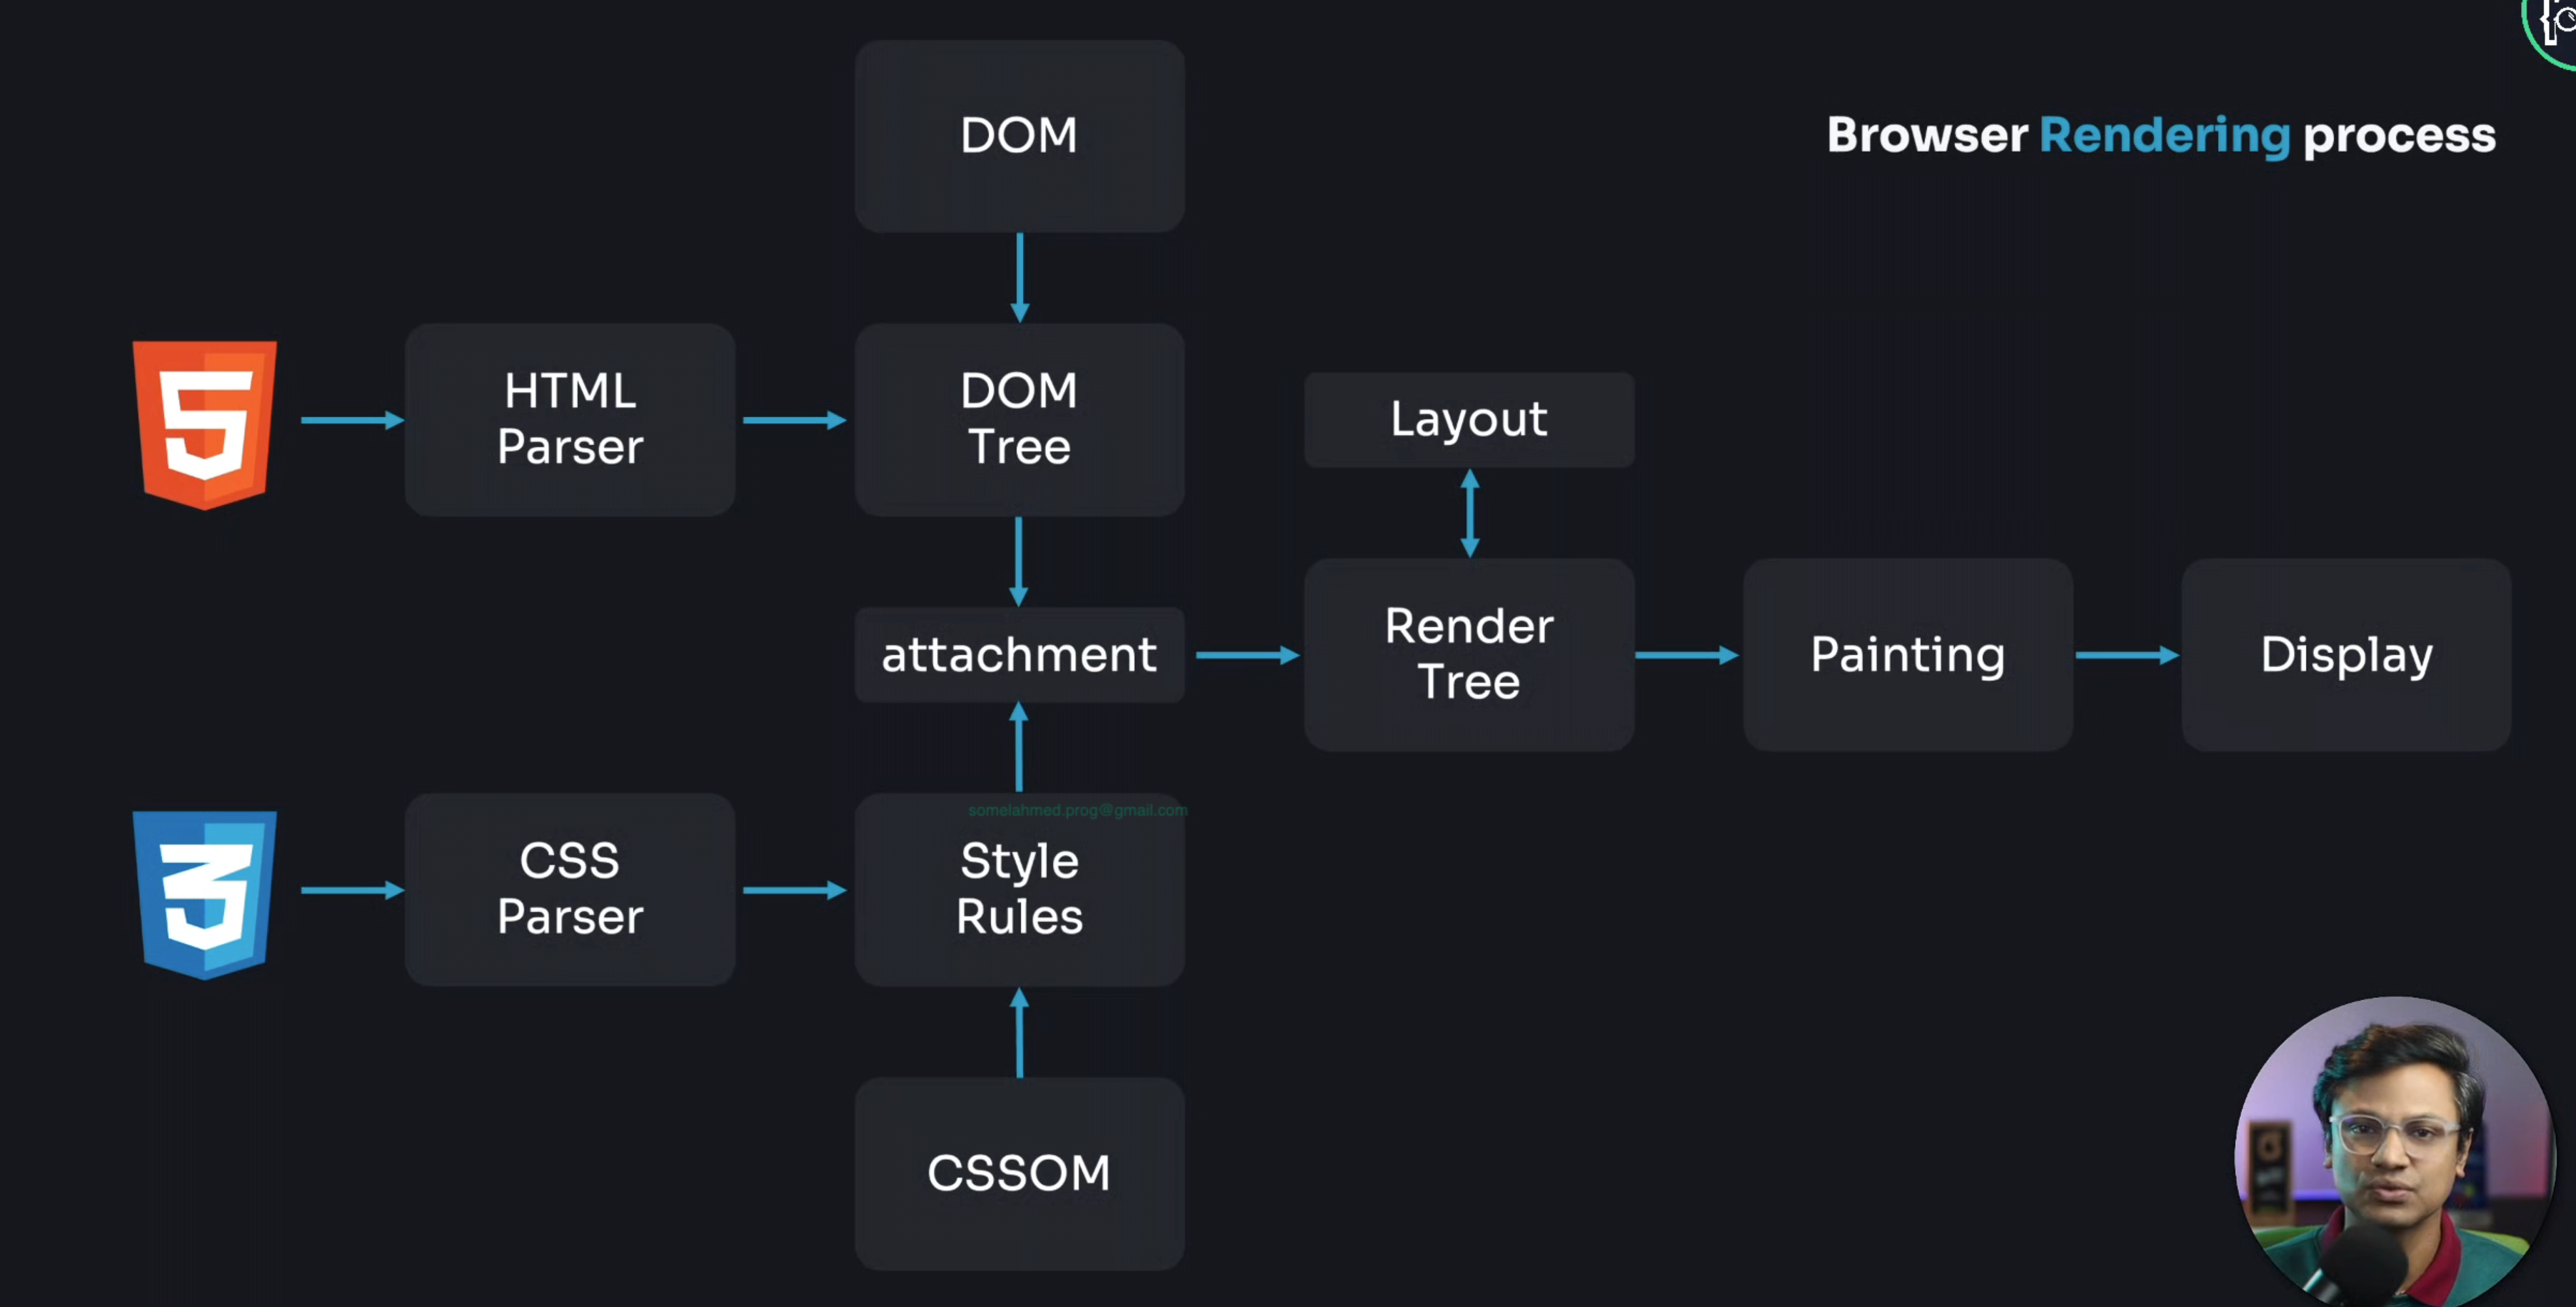 DOM
Browser Rendering process
HTML
Parser
DOM
Tree
Layout
attachment
Render
Tree
Painting
Display
somelahmed.prog@gmail.com
CSS
Parser
Style
Rules
CSSOM